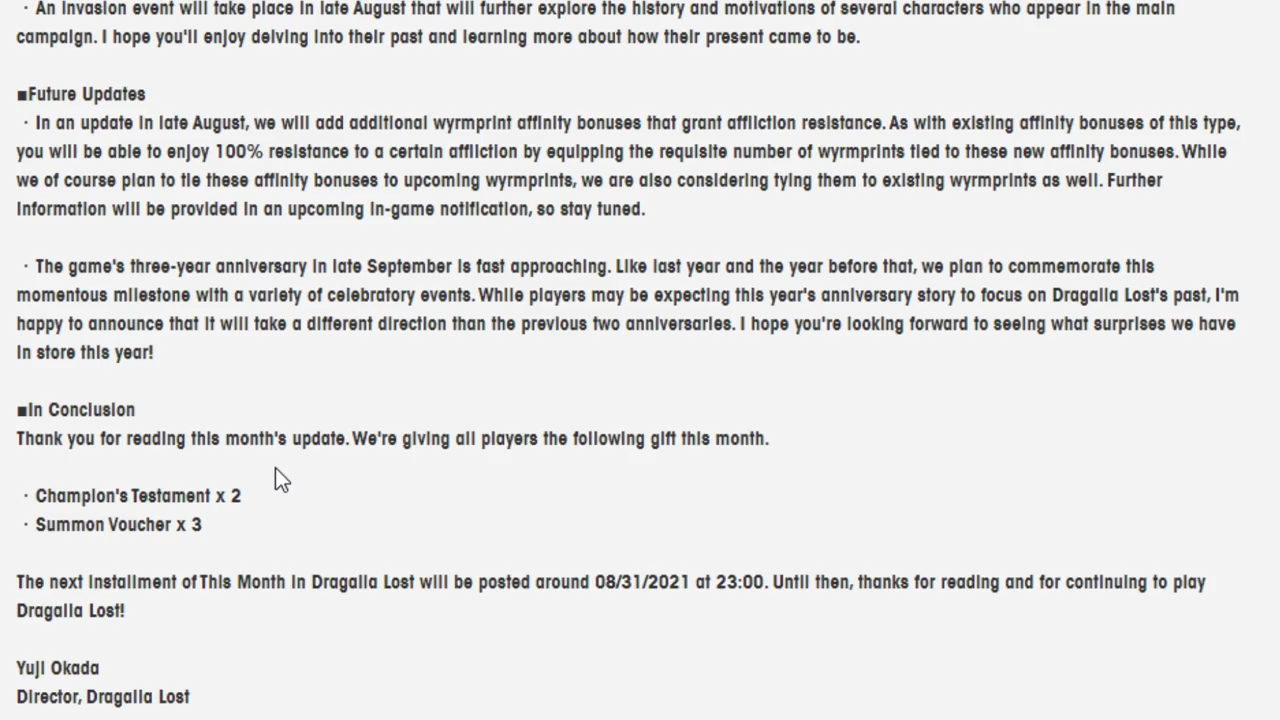 · An invasion event will take place in late August that will further explore the history and motivations of several characters who appear in the main
campaign. I hope you'll enjoy delving into their past and learning more about how their present came to be.
■Future Updates
· In an update in late August, we will add additional wyrmprint affinity bonuses that grant affliction resistance. As with existing affinity bonuses of this type,
you will be able to enjoy 100% resistance to a certain affliction by equipping the requisite number of wyrmprints tied to these new affinity bonuses. While
we of course plan to tie these affinity bonuses to upcoming wyrmprints, we are also considering tying them to existing wyrmprints as well. Further
information will be provided in an upcoming in-game notification, so stay tuned.
· The game's three-year anniversary in late September is fast approaching. Like last year and the year before that, we plan to commemorate this
momentous milestone with a variety of celebratory events. While players may be expecting this year's anniversary story to focus on Dragalia Lost's past, I'm
happy to announce that it will take a different direction than the previous two anniversaries. I hope you're looking forward to seeing what surprises we have
in store this year!
■In Conclusion
Thank you for reading this month's update. We're giving all players the following gift this month.
· Champion's Testament x 2
· Summon Voucher x 3
The next installment of This Month in Dragalia Lost will be posted around 08/31/2021 at 23:00. Until then, thanks for reading and for continuing to play
Dragalia Lost!
Yuji Okada
Director, Dragalia Lost